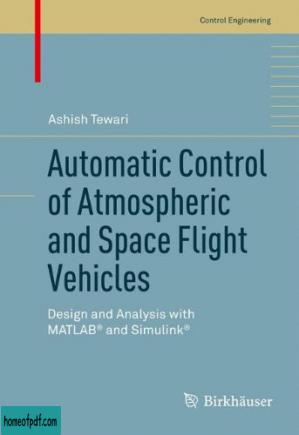 Control Engineering
Ashish Tewari
Automatic Control
of Atmospheric
and Space Flight
Vehicles
Design and Analysis with
MATLAB® and Simulink®
Birkhäuser
homeofpdf.com